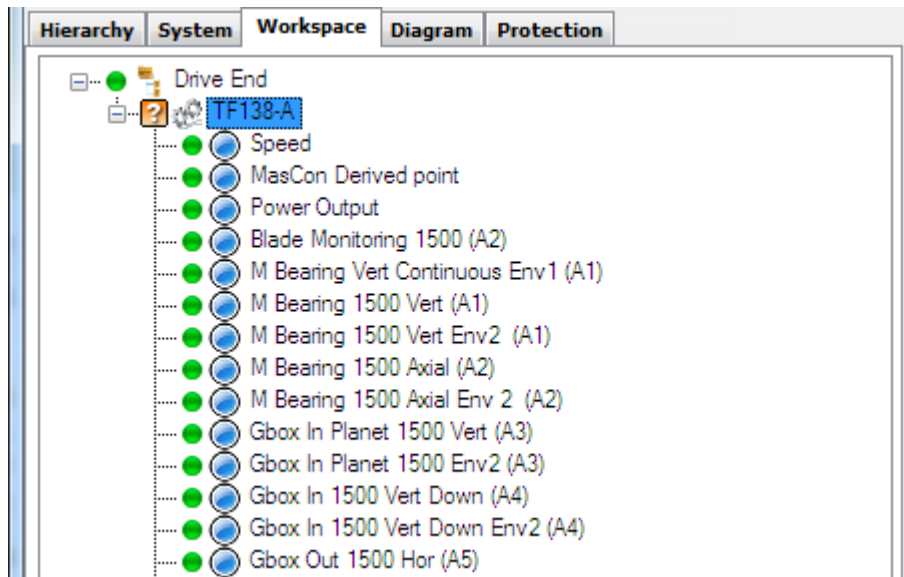 Hierarchy System Workspace Diagram Protection
Drive End
TF138-A
Speed
MasCon Derived point
Power Output
Blade Monitoring 1500 (A2)
M Bearing Vert Continuous Env1 (A1)
M Bearing 1500 Vert (A1)
M Bearing 1500 Vert Env2 (A1)
M Bearing 1500 Axial (A2)
M Bearing 1500 Axial Env 2 (A2)
Gbox In Planet 1500 Vert (A3)
Gbox In Planet 1500 Env2 (A3)
Gbox In 1500 Vert Down (A4)
Gbox In 1500 Vert Down Env2 (A4)
Gbox Out 1500 Hor (A5)